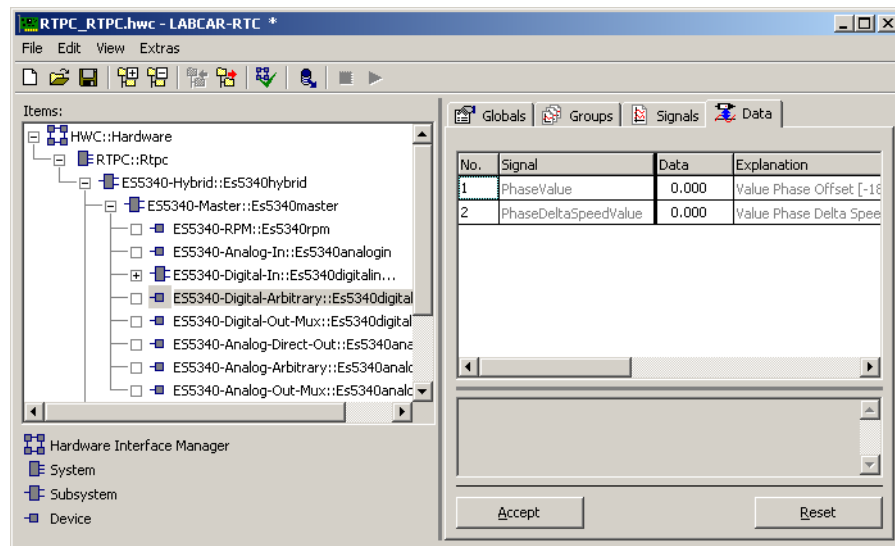 RTPC_RTPC.hwc - LABCAR-RTC *
File Edit View Extras
Items:
HWC::Hardware
RTPC::Rtpc
ES5340-Hybrid::Es5340hybrid
ES5340-Master::Es5340master
ES5340-RPM::Es5340rpm
ES5340-Analog-In::Es5340analogin
ES5340-Digital-In::Es5340digitalin...
ES5340-Digital-Arbitrary::Es5340digital
ES5340-Digital-Out-Mux::Es5340digital
ES5340-Analog-Direct-Out::Es5340ana
ES5340-Analog-Arbitrary::Es5340analo
ES5340-Analog-Out-Mux::Es5340analo
Hardware Interface Manager
System
Subsystem
Device
Globals Groups Signals Data
No. Signal Data Explanation
1 PhaseValue 0.000 Value Phase Offset [-18
2 PhaseDeltaSpeedValue 0.000 Value Phase Delta Spee
Accept Reset